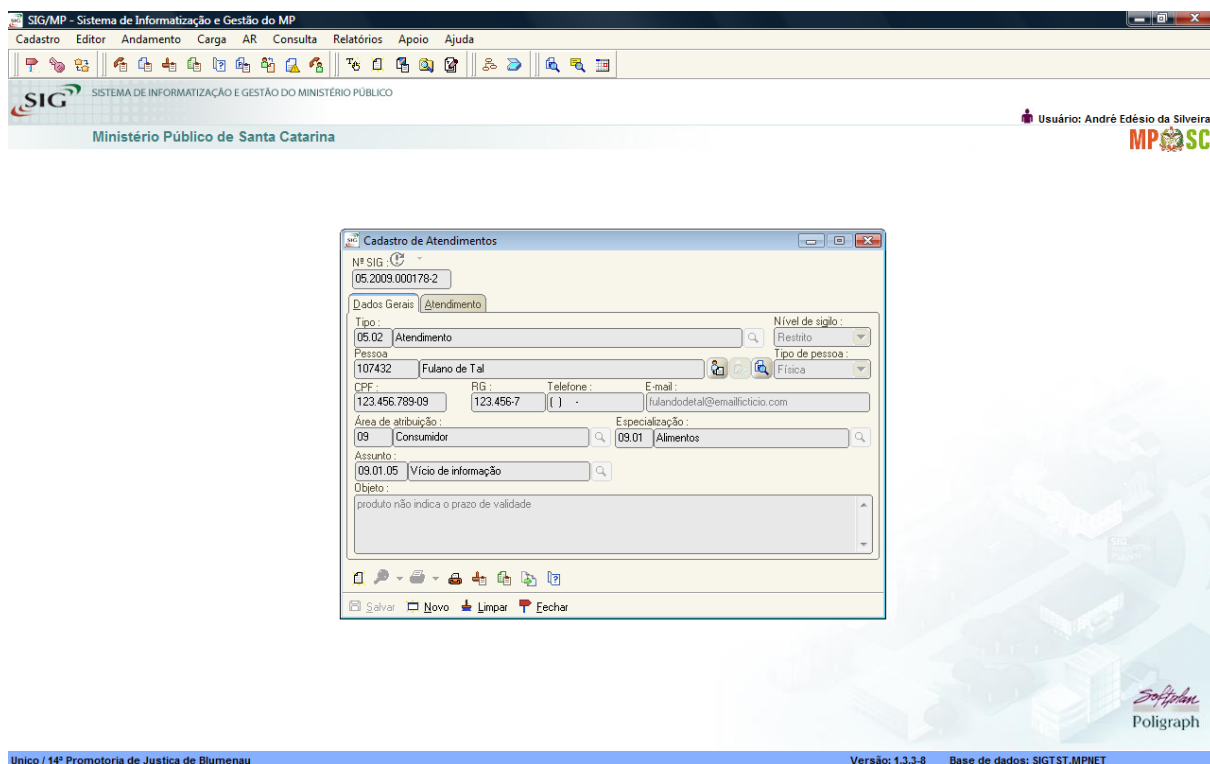 SIG/MP - Sistema de Informatização e Gestão do MP
Cadastro Editor Andamento Carga AR Consulta Relatórios Apoio Ajuda
SIG SISTEMA DE INFORMATIZAÇÃO E GESTÃO DO MINISTÉRIO PÚBLICO
Usuário: André Edésio da Silveira
Ministério Público de Santa Catarina
MP SC
Cadastro de Atendimentos
Nº SIG :
05.2009.000178-2
Dados Gerais Atendimento
Tipo : Nível de sigilo :
05.02 Atendimento Restrito
Pessoa Tipo de pessoa :
107432 Fulano de Tal Física
CPF : RG : Telefone : E-mail :
123.456.789-09 123.456-7 ( ) - fulandodetal@emailficticio.com
Área de atribuição : Especialização :
09 Consumidor 09.01 Alimentos
Assunto :
09.01.05 Vício de informação
Objeto :
produto não indica o prazo de validade
Salvar Novo Limpar Fechar
Softplan
Poligraph
Unico / 14ª Promotoria de Justiça de Blumenau Versão: 1.3.3-8 Base de dados: SIGTST.MPNET